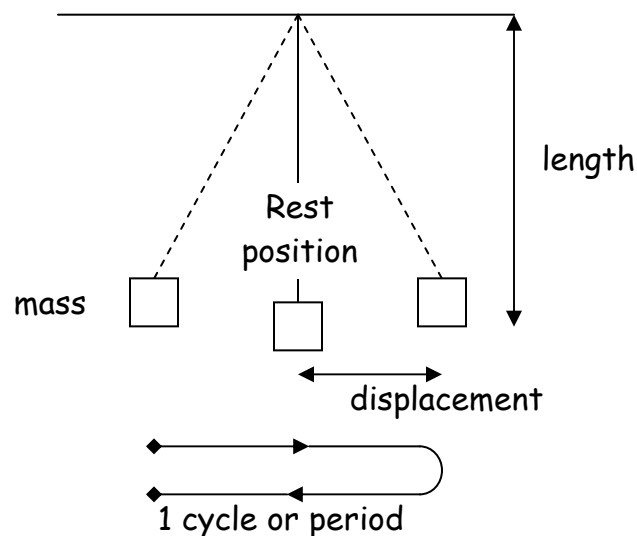 length
Rest
position
mass
displacement
1 cycle or period